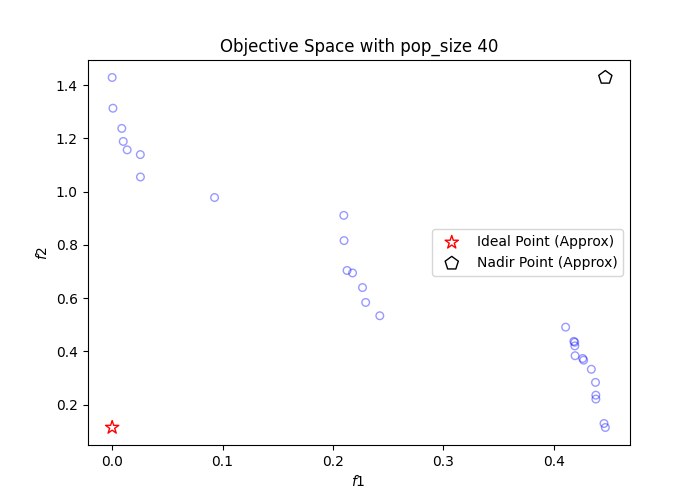 Objective Space with pop_size 40
1.4
1.2
1.0
0.8
0.6
0.4
0.2
f2
Ideal Point (Approx)
Nadir Point (Approx)
0.0 0.1 0.2 0.3 0.4
f1